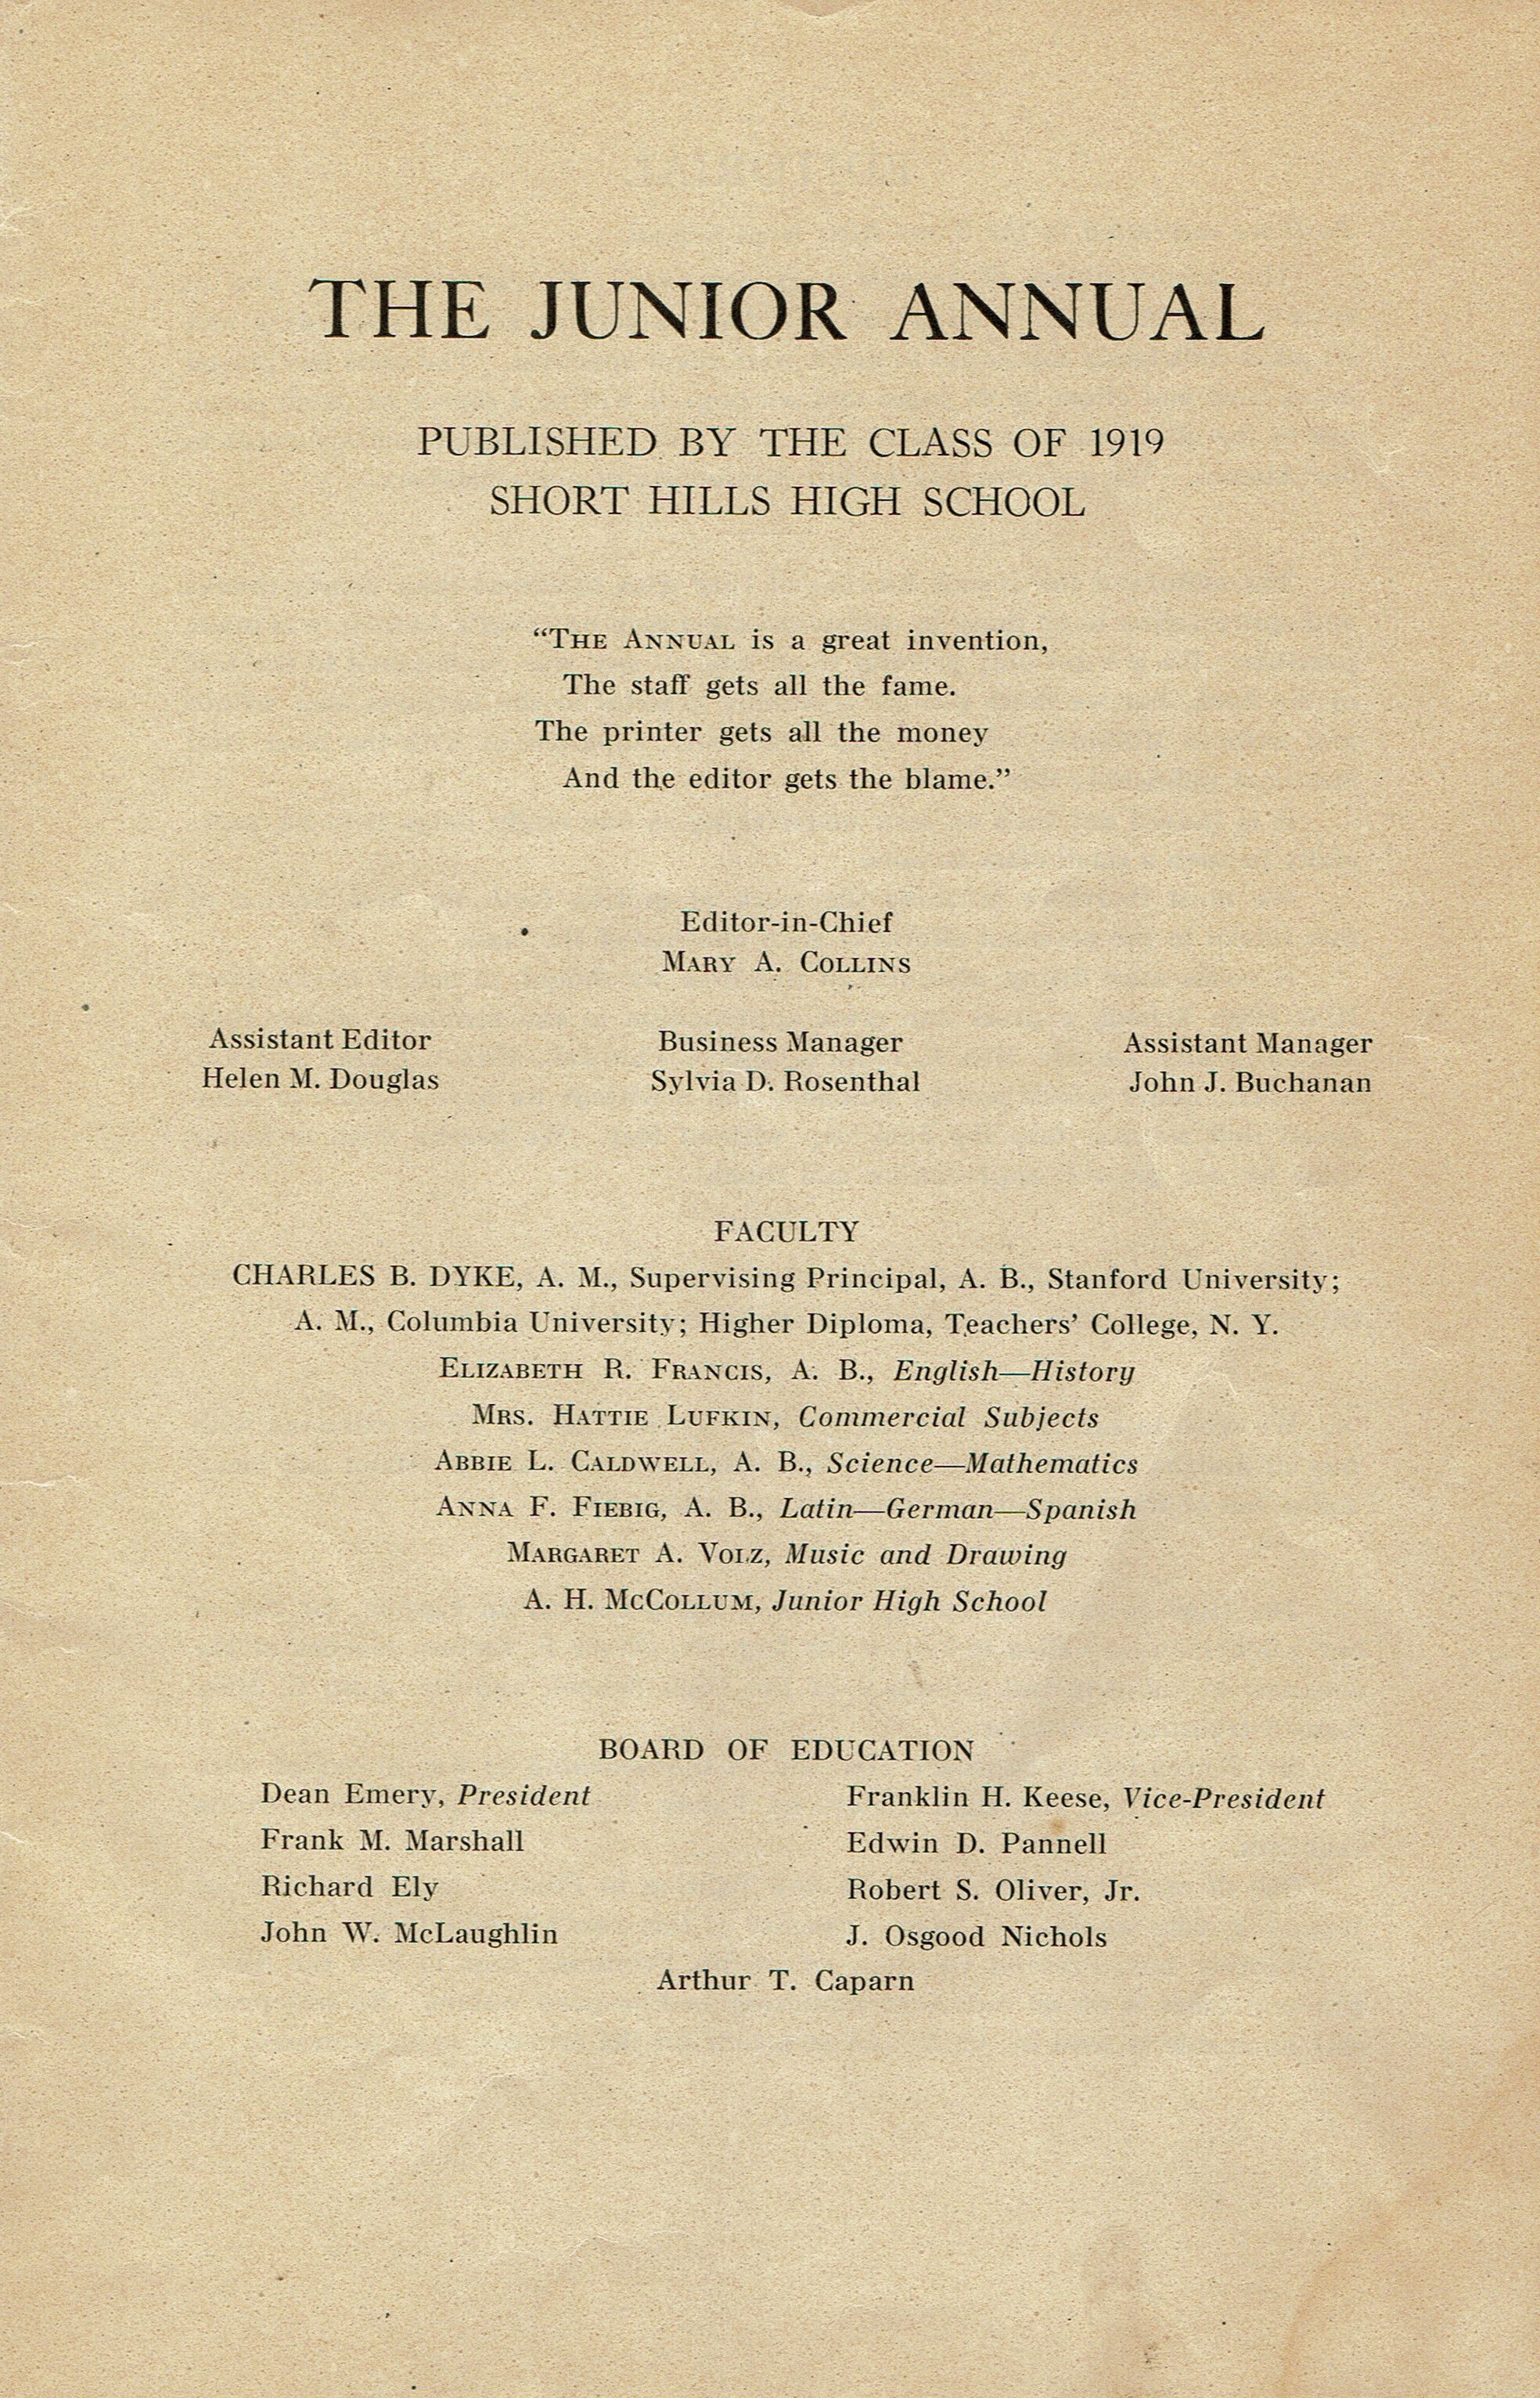 THE JUNIOR ANNUAL
PUBLISHED BY THE CLASS OF 1919
SHORT HILLS HIGH SCHOOL
“THE ANNUAL is a great invention,
The staff gets all the fame.
The printer gets all the money
And the editor gets the blame.”
Editor-in-Chief
MARY A. COLLINS
Assistant Editor Business Manager Assistant Manager
Helen M. Douglas Sylvia D. Rosenthal John J. Buchanan
FACULTY
CHARLES B. DYKE, A. M., Supervising Principal, A. B., Stanford University;
A. M., Columbia University; Higher Diploma, Teachers’ College, N. Y.
ELIZABETH R. FRANCIS, A. B., English—History
MRS. HATTIE LUFKIN, Commercial Subjects
ABBIE L. CALDWELL, A. B., Science—Mathematics
ANNA F. FIEBIG, A. B., Latin—German—Spanish
MARGARET A. VOLZ, Music and Drawing
A. H. MCCOLLUM, Junior High School
BOARD OF EDUCATION
Dean Emery, President Franklin H. Keese, Vice-President
Frank M. Marshall Edwin D. Pannell
Richard Ely Robert S. Oliver, Jr.
John W. McLaughlin J. Osgood Nichols
Arthur T. Caparn